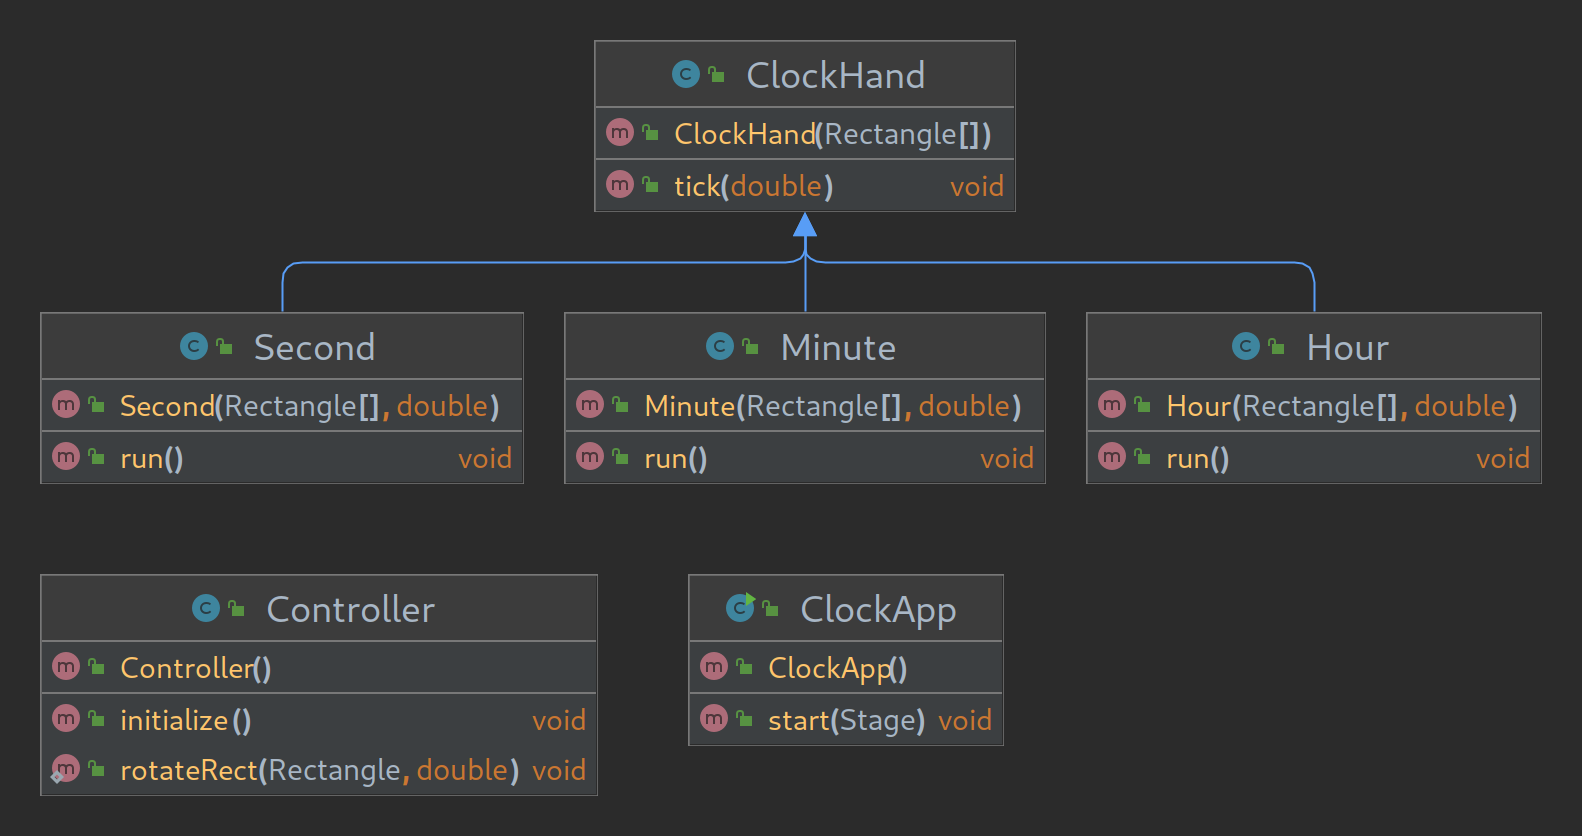 ClockHand
ClockHand(Rectangle[])
tick(double) void
Second
Second(Rectangle[], double)
run() void
Minute
Minute(Rectangle[], double)
run() void
Hour
Hour(Rectangle[], double)
run() void
Controller
Controller()
initialize() void
rotateRect(Rectangle, double) void
ClockApp
ClockApp()
start(Stage) void